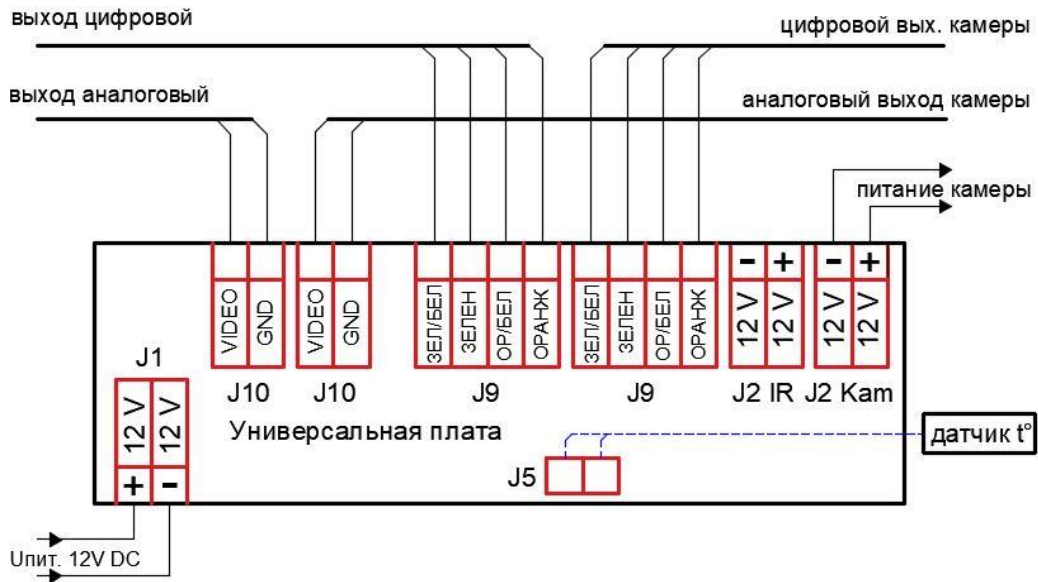 выход цифровой
цифровой вых. камеры
выход аналоговый
аналоговый выход камеры
питание камеры
VIDEO
GND
VIDEO
GND
ЗЕЛ/БЕЛ
ЗЕЛЕН
ОР/БЕЛ
ОРАНЖ
ЗЕЛ/БЕЛ
ЗЕЛЕН
ОР/БЕЛ
ОРАНЖ
- 12 V
+ 12 V
- 12 V
+ 12 V
J1
J10
J10
J9
J9
J2 IR
J2 Kam
12 V +
12 V -
Универсальная плата
датчик t°
J5
Uпит. 12V DC